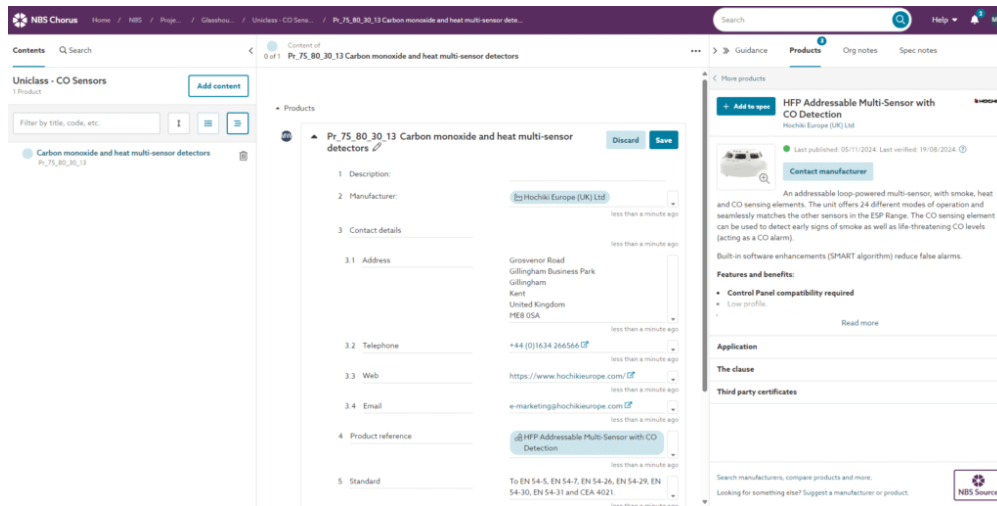 NBS Chorus
Home / NBS / Proje... / Glasshou... / Uniclass - CO Sens... / Pr_75_80_30_13 Carbon monoxide and heat multi-sensor dete...
Search
Help
Contents
Search
Uniclass - CO Sensors
1 Product
Add content
Filter by title, code, etc.
Carbon monoxide and heat multi-sensor detectors
Pr_75_80_30_13
Content of
0 of 1 Pr_75_80_30_13 Carbon monoxide and heat multi-sensor detectors
Products
Pr_75_80_30_13 Carbon monoxide and heat multi-sensor
detectors
Discard
Save
1 Description:
2 Manufacturer:
Hochiki Europe (UK) Ltd
less than a minute ago
3 Contact details
less than a minute ago
3.1 Address
Grosvenor Road
Gillingham Business Park
Gillingham
Kent
United Kingdom
ME8 0SA
less than a minute ago
3.2 Telephone
+44 (0)1634 266566
less than a minute ago
3.3 Web
https://www.hochikieurope.com/
less than a minute ago
3.4 Email
e-marketing@hochikieurope.com
less than a minute ago
4 Product reference
HFP Addressable Multi-Sensor with CO
Detection
less than a minute ago
5 Standard
To EN 54-5, EN 54-7, EN 54-26, EN 54-29, EN
54-30, EN 54-31 and CEA 4021.
less than a minute ago
Guidance
Products
3
Org notes
Spec notes
More products
+ Add to spec
HFP Addressable Multi-Sensor with
CO Detection
Hochiki Europe (UK) Ltd
Last published: 05/11/2024. Last verified: 19/08/2024.
Contact manufacturer
An addressable loop-powered multi-sensor, with smoke, heat
and CO sensing elements. The unit offers 24 different modes of operation and
seamlessly matches the other sensors in the ESP Range. The CO sensing element
can be used to detect early signs of smoke as well as life-threatening CO levels
(acting as a CO alarm).
Built-in software enhancements (SMART algorithm) reduce false alarms.
Features and benefits:
• Control Panel compatibility required
• Low profile.
Read more
Application
The clause
Third party certificates
Search manufacturers, compare products and more.
Looking for something else? Suggest a manufacturer or product.
NBS Source